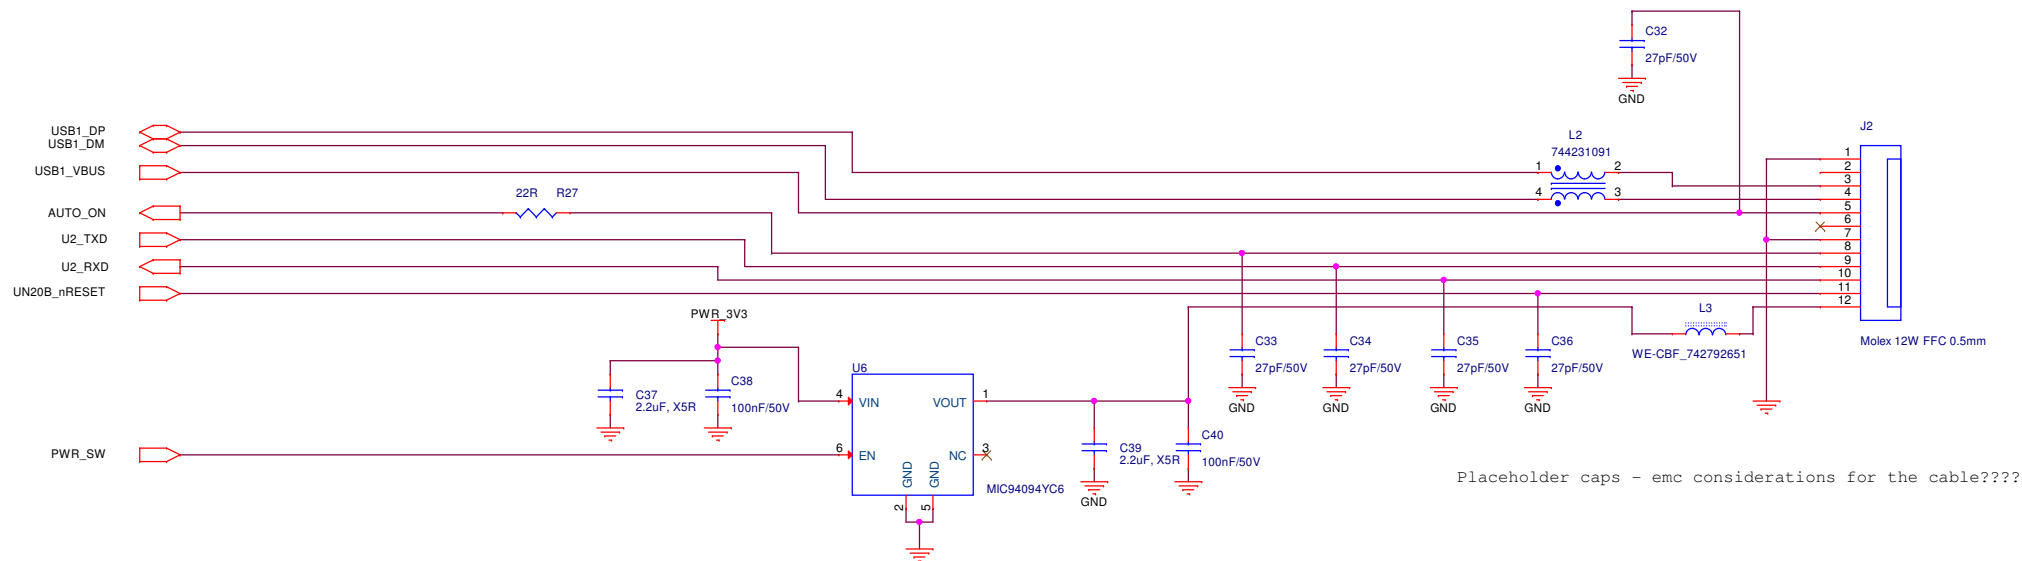 C32
27pF/50V
GND
J2
USB1_DP
USB1_DM
USB1_VBUS
AUTO_ON
U2_TXD
U2_RXD
UN20B_nRESET
22R R27
L2
744231091
1 2
4 3
1
2
3
4
5
6
7
8
9
10
11
12
Molex 12W FFC 0.5mm
L3
WE-CBF_742792651
PWR_3V3
C33
27pF/50V
GND
C34
27pF/50V
GND
C35
27pF/50V
GND
C36
27pF/50V
GND
C37
2.2uF, X5R
C38
100nF/50V
U6
4 VIN VOUT 1
6 EN NC 3
GND GND
2 5
MIC94094YC6
PWR_SW
C39
2.2uF, X5R
GND
C40
100nF/50V
Placeholder caps - emc considerations for the cable????